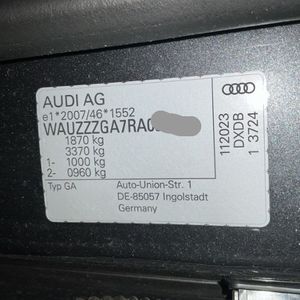 AUDI AG
e1*2007/46*1552
WAUZZZGA7RA0
1870 kg
3370 kg
1- 1000 kg
2- 0960 kg
Typ GA
Auto-Union-Str. 1
DE-85057 Ingolstadt
Germany
112023
DXDB
1 3724